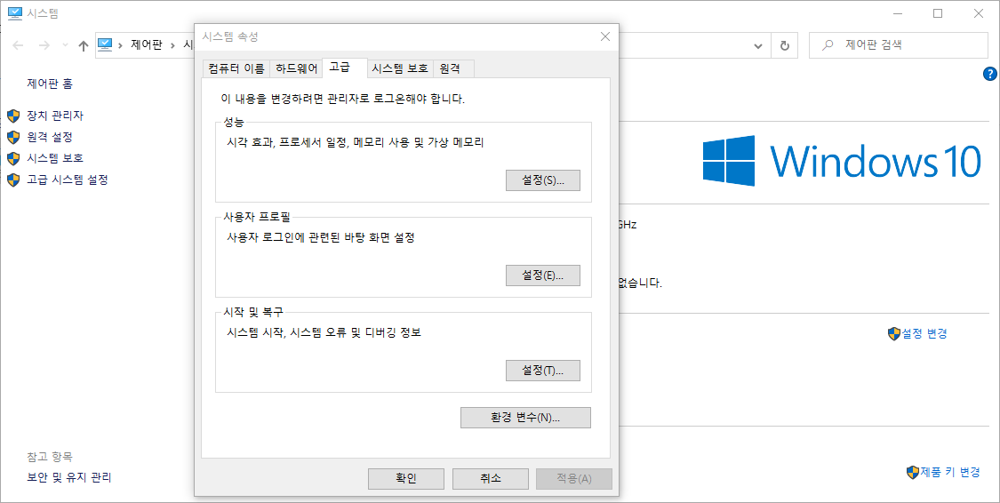 시스템
제어판
시
제어판 검색
제어판 홈
장치 관리자
원격 설정
시스템 보호
고급 시스템 설정
참고 항목
보안 및 유지 관리
시스템 속성
컴퓨터 이름
하드웨어
고급
시스템 보호
원격
이 내용을 변경하려면 관리자로 로그온해야 합니다.
성능
시각 효과, 프로세서 일정, 메모리 사용 및 가상 메모리
설정(S)...
사용자 프로필
사용자 로그인에 관련된 바탕 화면 설정
설정(E)...
시작 및 복구
시스템 시작, 시스템 오류 및 디버깅 정보
설정(T)...
환경 변수(N)...
확인
취소
적용(A)
?
Windows 10
GHz
없습니다.
설정 변경
제품 키 변경